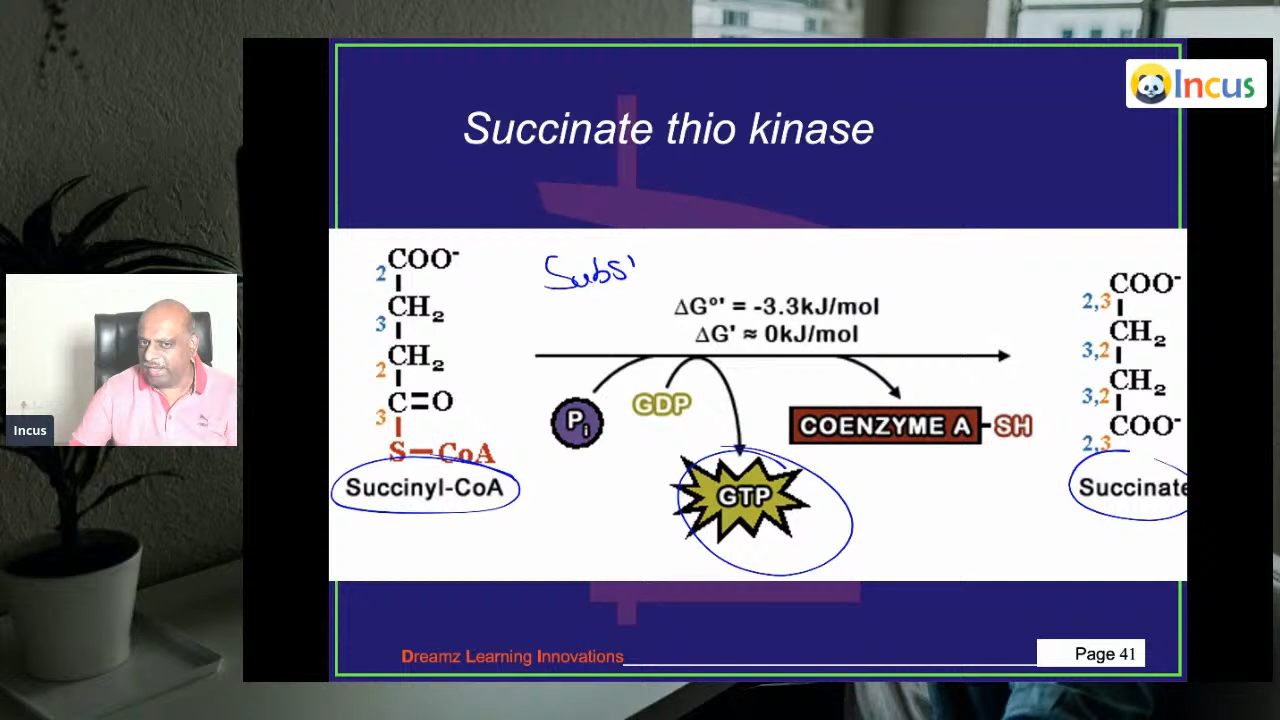 Incus
Succinate thio kinase
COO-
2
CH2
3
CH2
2
C=O
3
S-CoA
Succinyl-CoA
Subs
ΔG°' = -3.3kJ/mol
ΔG' ≈ 0kJ/mol
Pi
GDP
GTP
COENZYME A-SH
COO-
2,3
CH2
3,2
CH2
3,2
COO-
2,3
Succinate
Incus
Dreamz Learning Innovations
Page 41